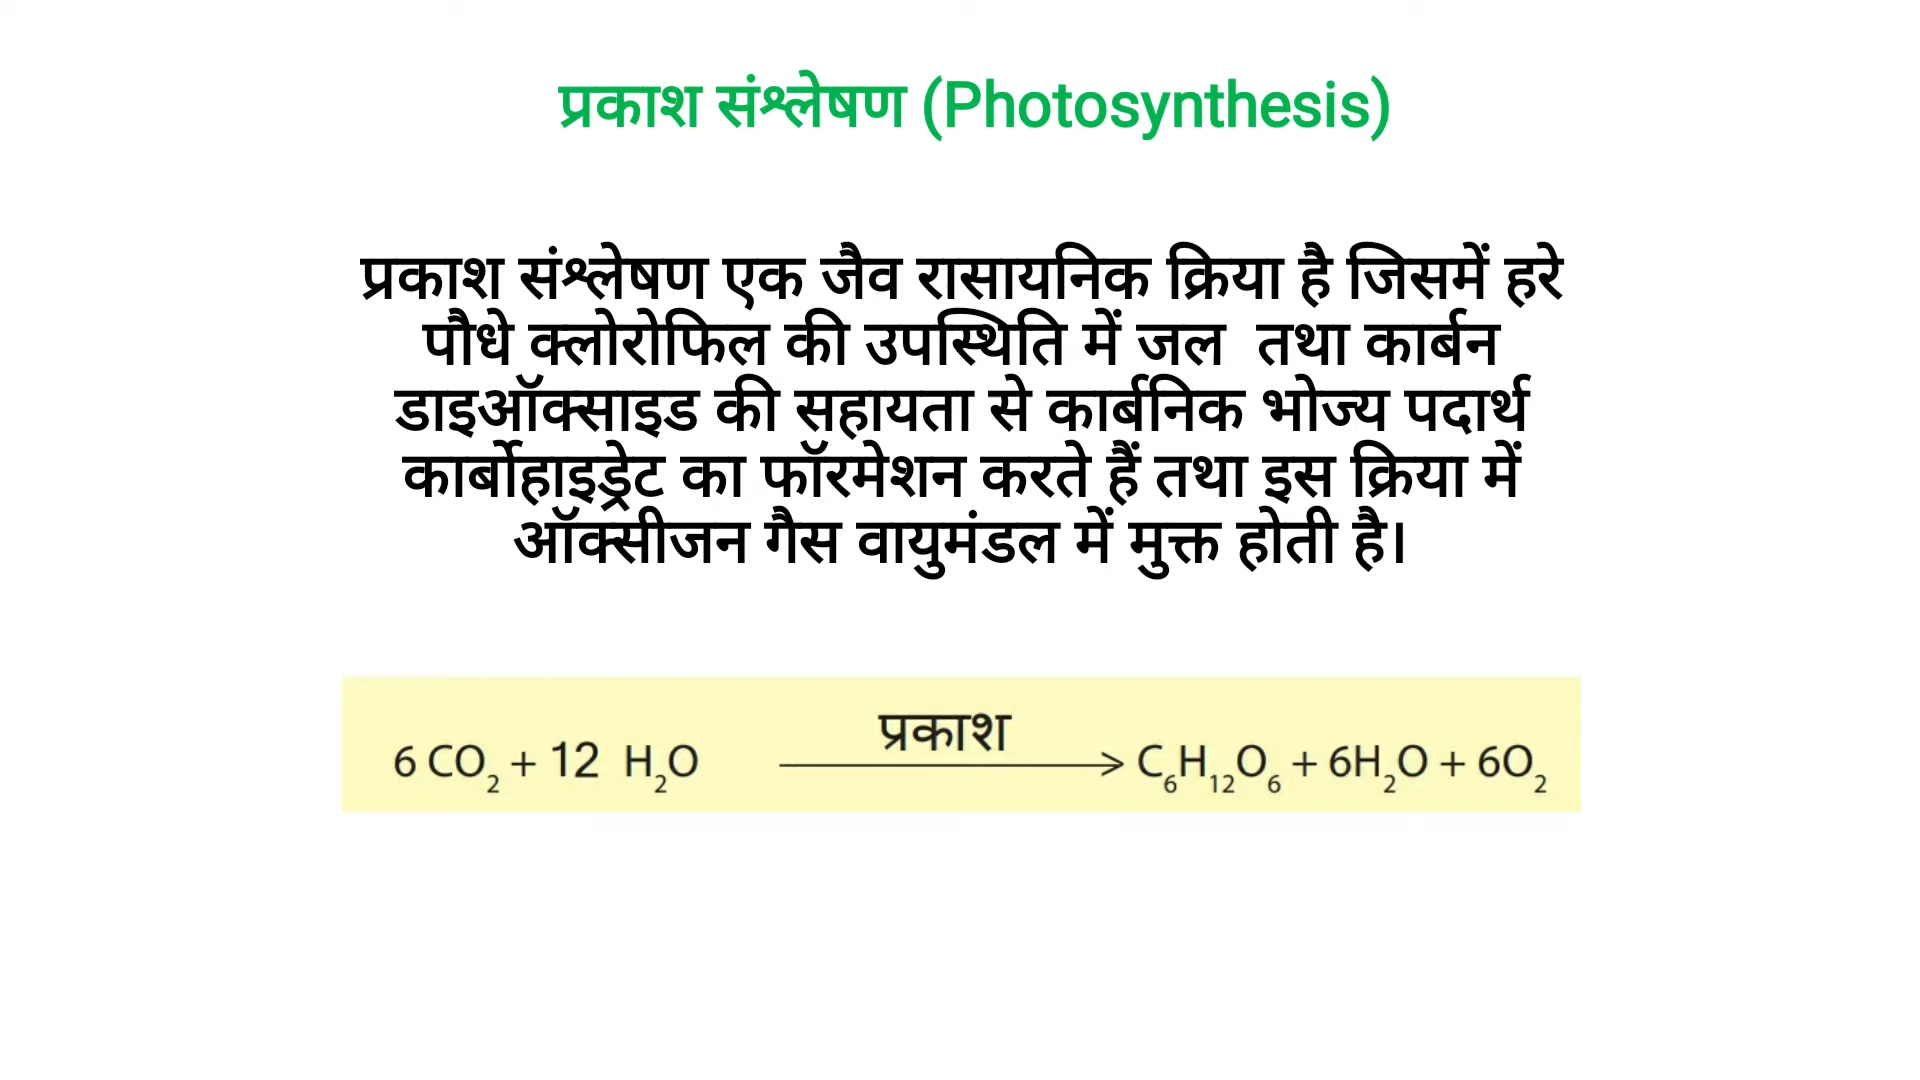 प्रकाश संश्लेषण (Photosynthesis)
प्रकाश संश्लेषण एक जैव रासायनिक क्रिया है जिसमें हरे
पौधे क्लोरोफिल की उपस्थिति में जल  तथा कार्बन
डाइऑक्साइड की सहायता से कार्बनिक भोज्य पदार्थ
कार्बोहाइड्रेट का फॉरमेशन करते हैं तथा इस क्रिया में
ऑक्सीजन गैस वायुमंडल में मुक्त होती है।
प्रकाश
6 CO₂ + 12 H₂O ⟶ C₆H₁₂O₆ + 6H₂O + 6O₂